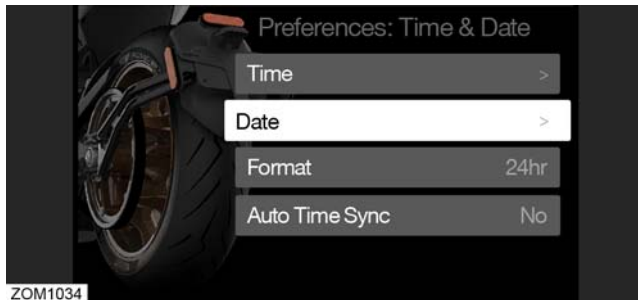 Preferences: Time & Date
Time >
Date >
Format 24hr
Auto Time Sync No
ZOM1034